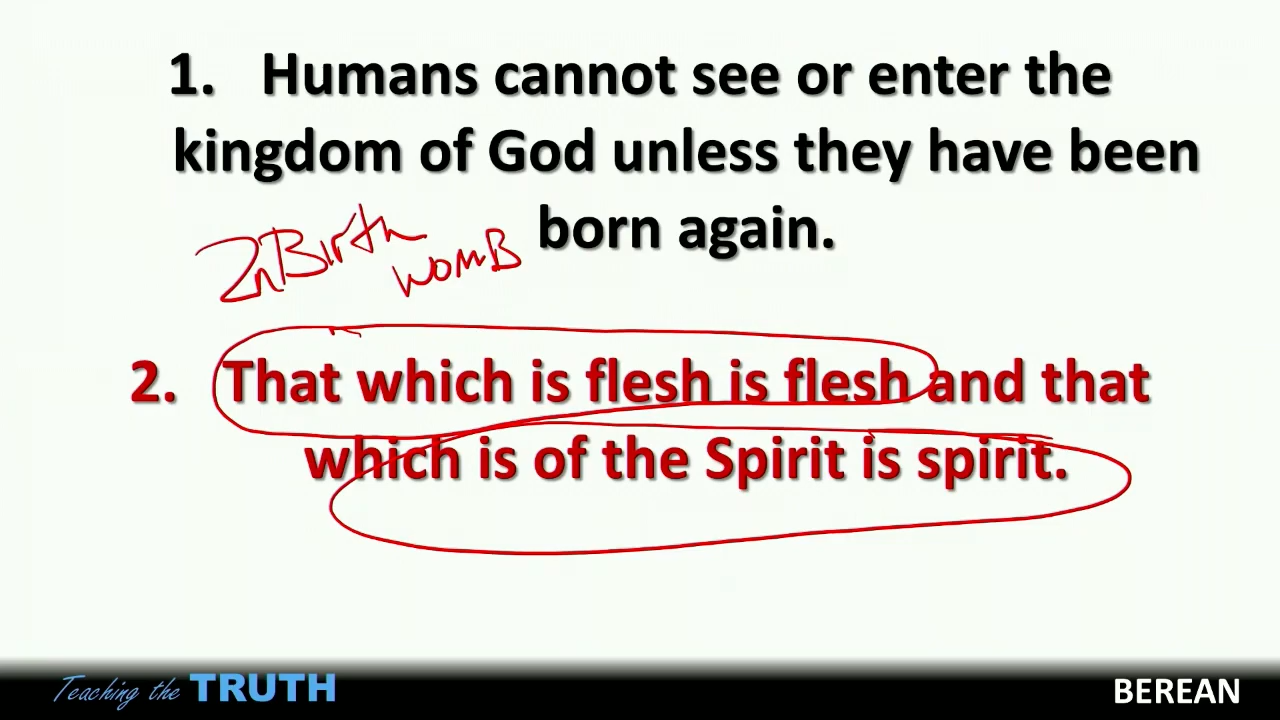 1. Humans cannot see or enter the
kingdom of God unless they have been
born again.
Birth
womB
2. That which is flesh is flesh and that
which is of the Spirit is spirit.
Teaching the TRUTH
BEREAN